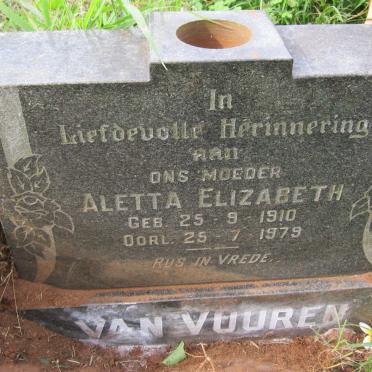 In
Liefdevolle Herinnering
aan
ONS MOEDER
ALETTA ELIZABETH
GEB. 25 - 9 - 1910
OORL. 25 - 7 - 1979
RUS IN VREDE.
VAN VUUREN